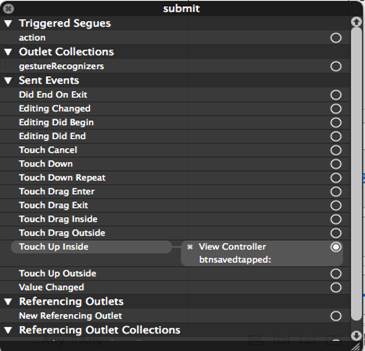 submit
Triggered Segues
action
Outlet Collections
gestureRecognizers
Sent Events
Did End On Exit
Editing Changed
Editing Did Begin
Editing Did End
Touch Cancel
Touch Down
Touch Down Repeat
Touch Drag Enter
Touch Drag Exit
Touch Drag Inside
Touch Drag Outside
Touch Up Inside View Controller
btnsavedtapped:
Touch Up Outside
Value Changed
Referencing Outlets
New Referencing Outlet
Referencing Outlet Collections